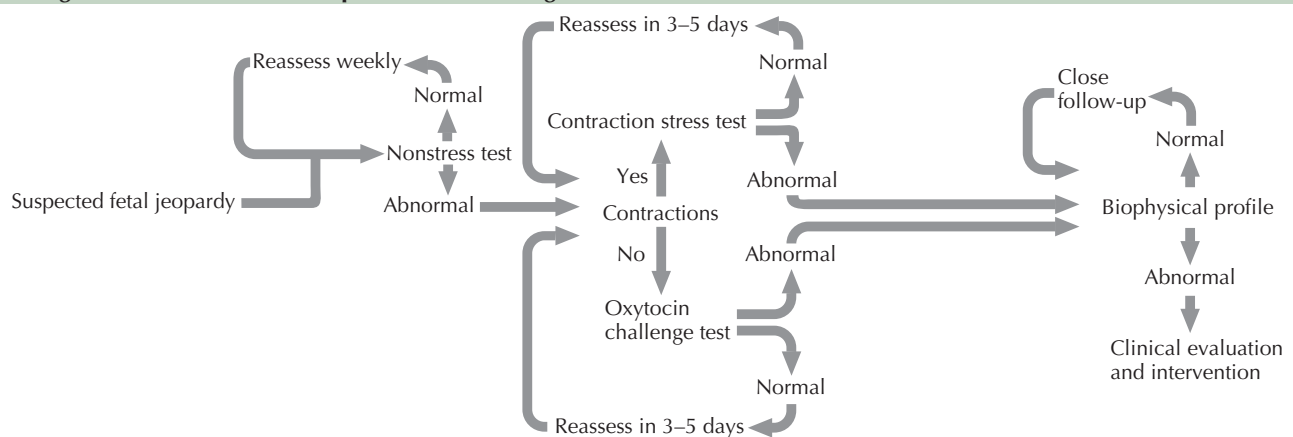 Suspected fetal jeopardy
Reassess weekly
Normal
Nonstress test
Abnormal
Reassess in 3–5 days
Normal
Contraction stress test
Abnormal
Yes
Contractions
No
Abnormal
Oxytocin
challenge test
Normal
Reassess in 3–5 days
Close
follow-up
Normal
Biophysical profile
Abnormal
Clinical evaluation
and intervention